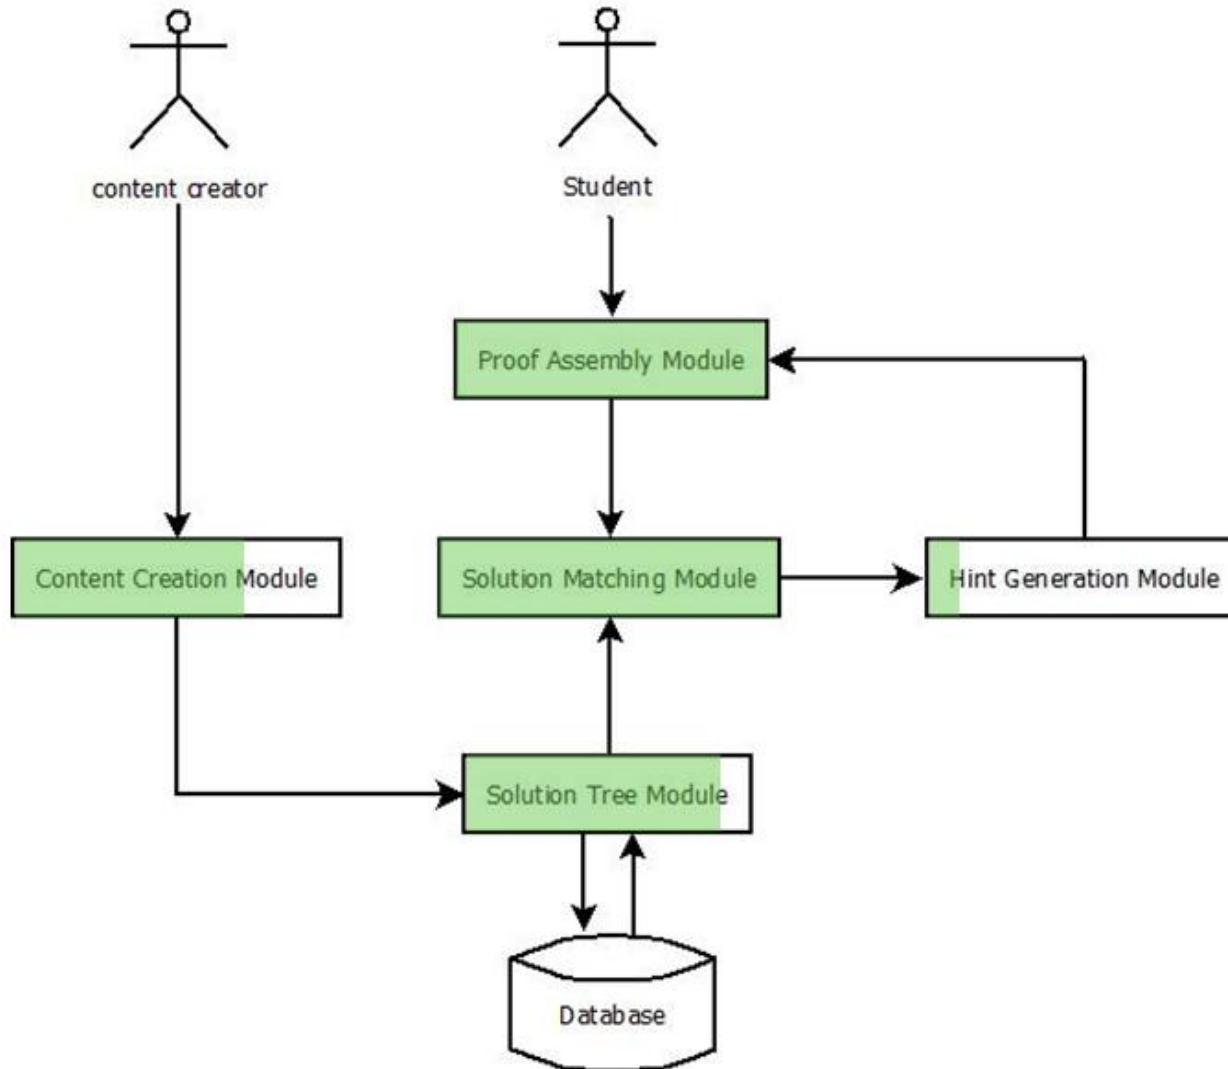 content creator
Student
Proof Assembly Module
Content Creation Module
Solution Matching Module
Hint Generation Module
Solution Tree Module
Database